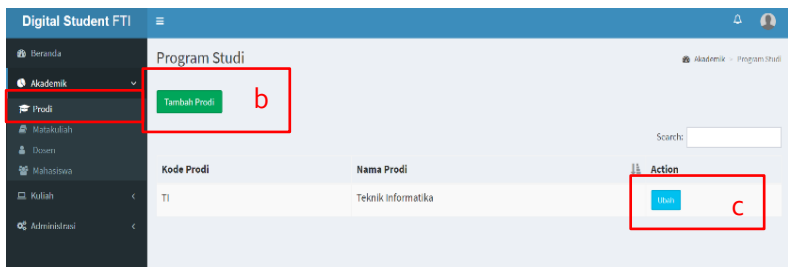 Digital Student FTI
Beranda
Program Studi
Akademik > Program Studi
Akademik
Tambah Prodi
b
Prodi
Matakuliah
Search:
Dosen
Mahasiswa
Kode Prodi Nama Prodi Action
Kuliah
TI Teknik Informatika Ubah
c
Administrasi